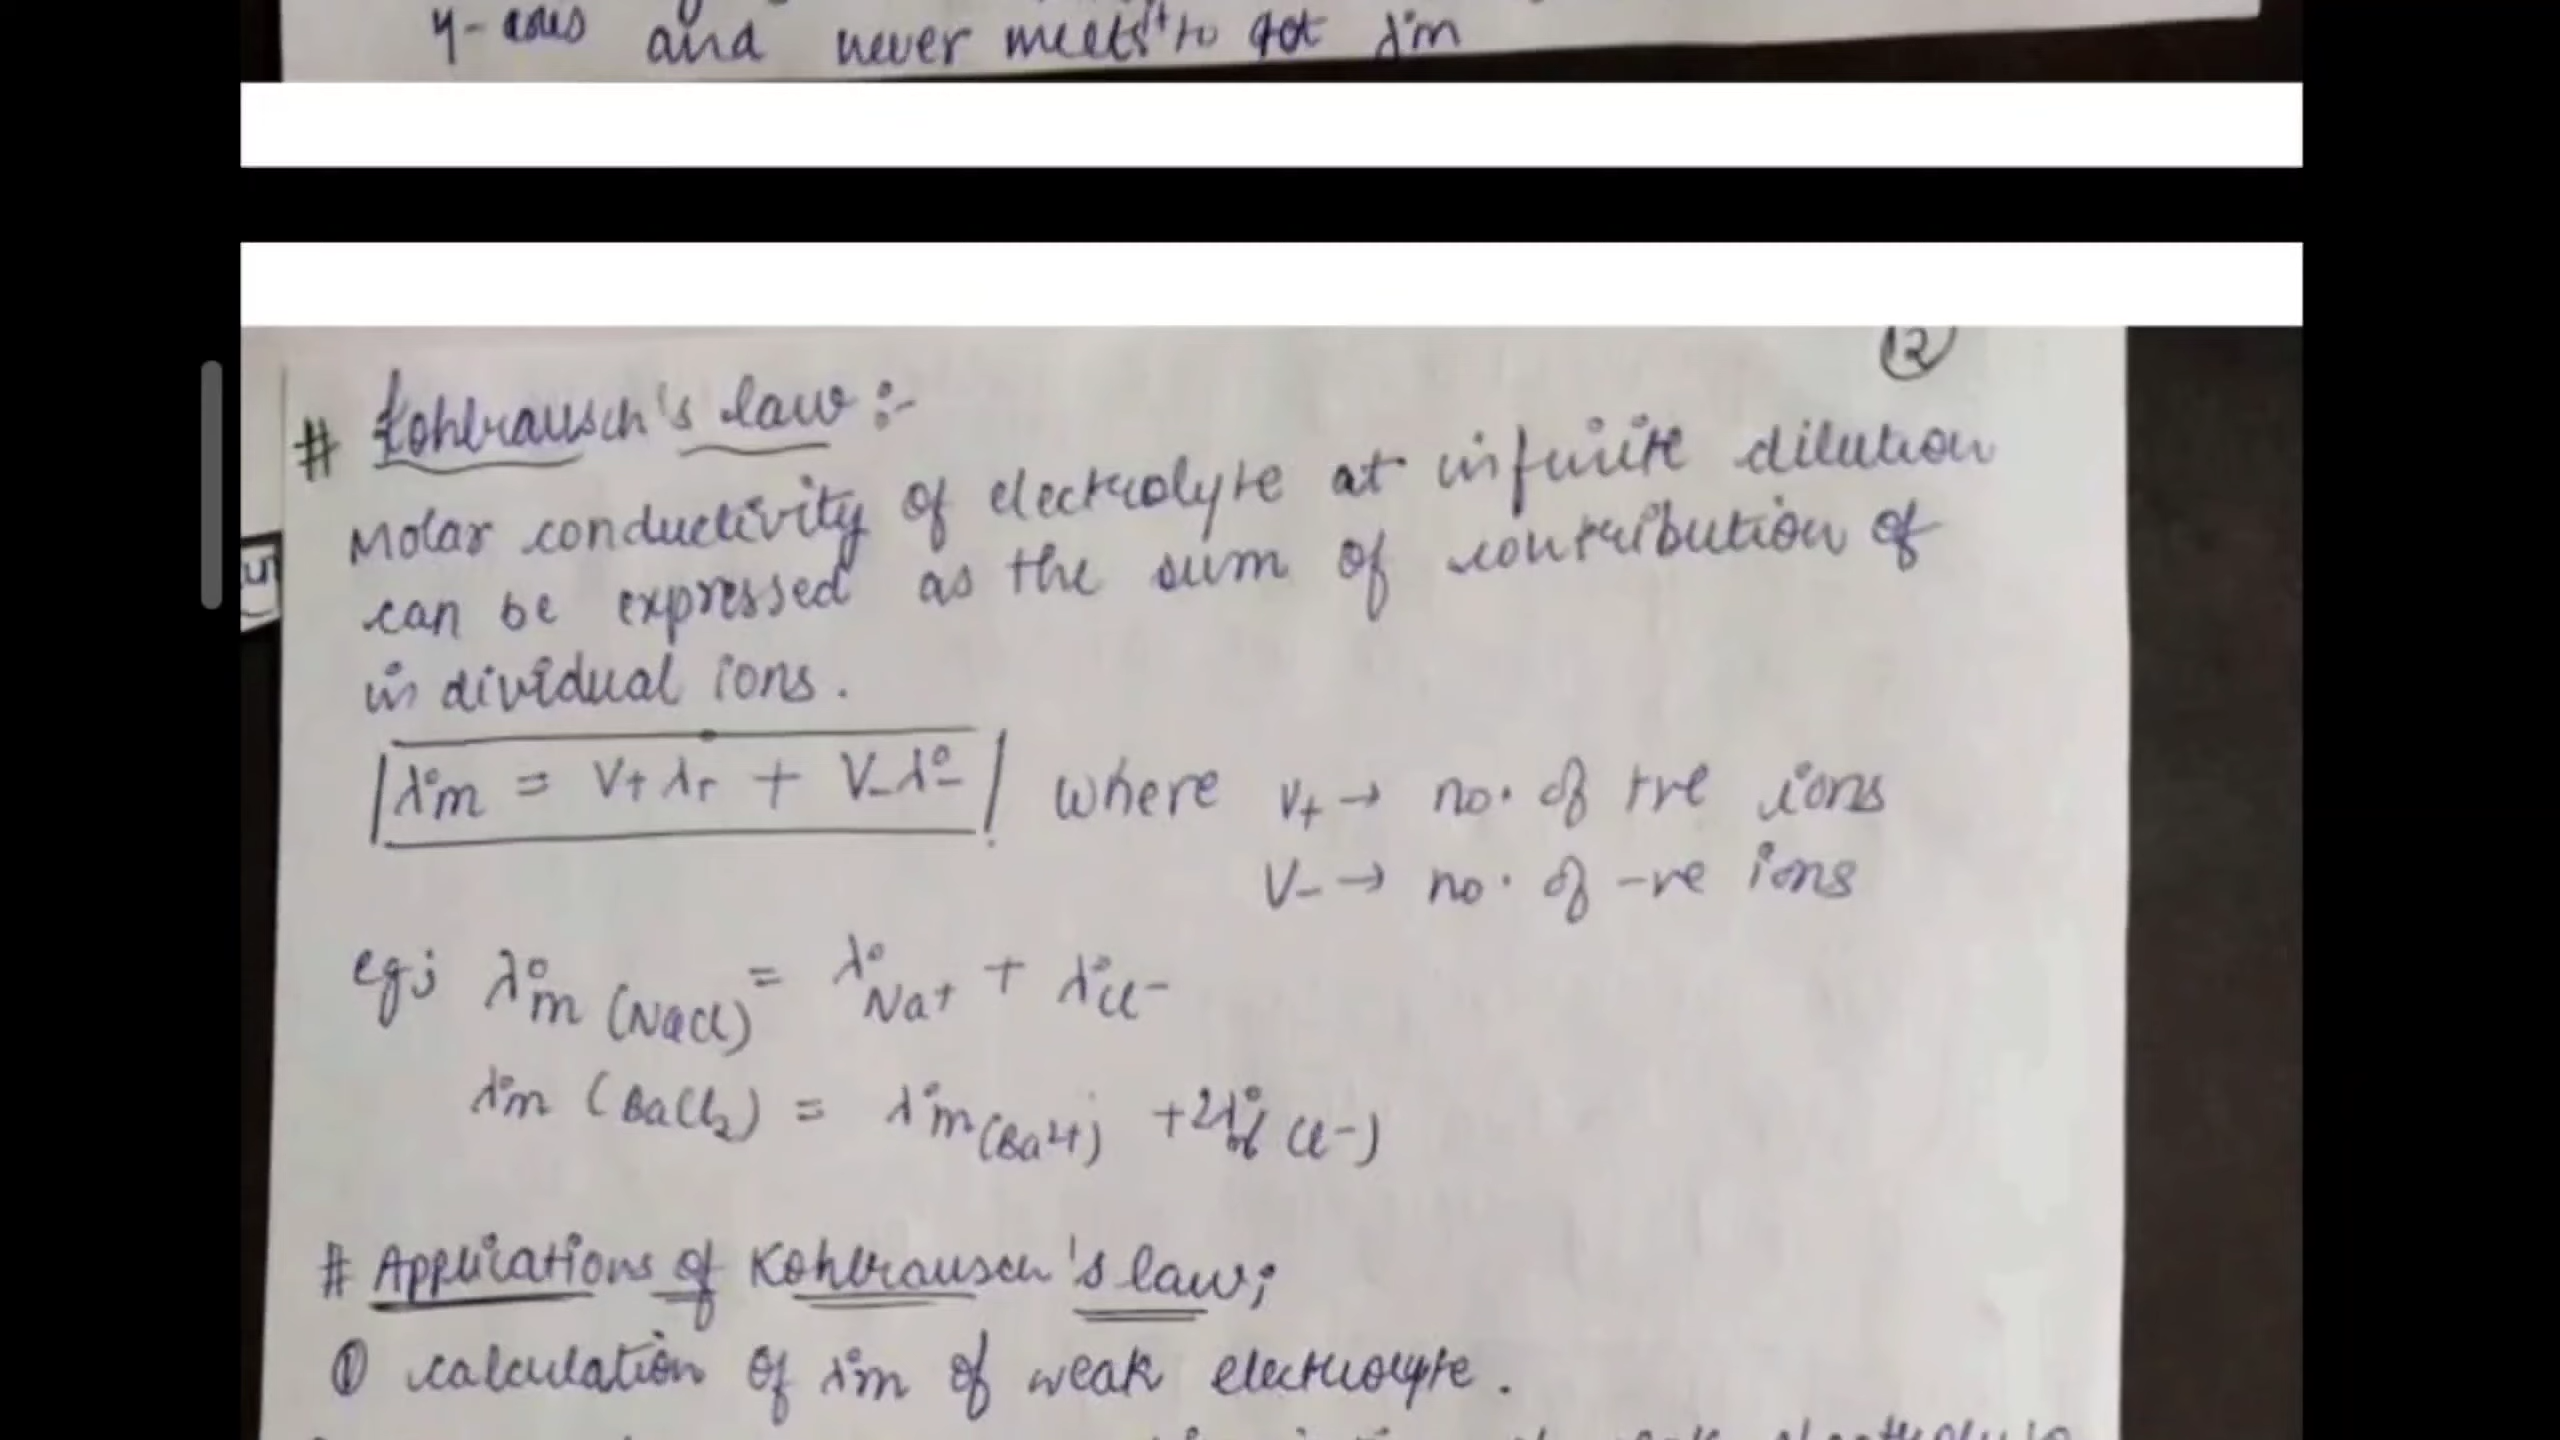 y-axis and never meets it to get λ°m
12
# Kohlrausch's law :-
Molar conductivity of electrolyte at infinite dilution
can be expressed as the sum of contribution of
individual ions.
λ°m = V+ λ+ + V- λ°- where V+ → no. of +ve ions
V- → no. of -ve ions
eg; λ°m (NaCl) = λ°Na+ + λ°Cl-
λ°m (BaCl2) = λ°m (Ba2+) + 2λ°m (Cl-)
# Applications of Kohlrausch's law;
① calculation of λ°m of weak electrolyte.